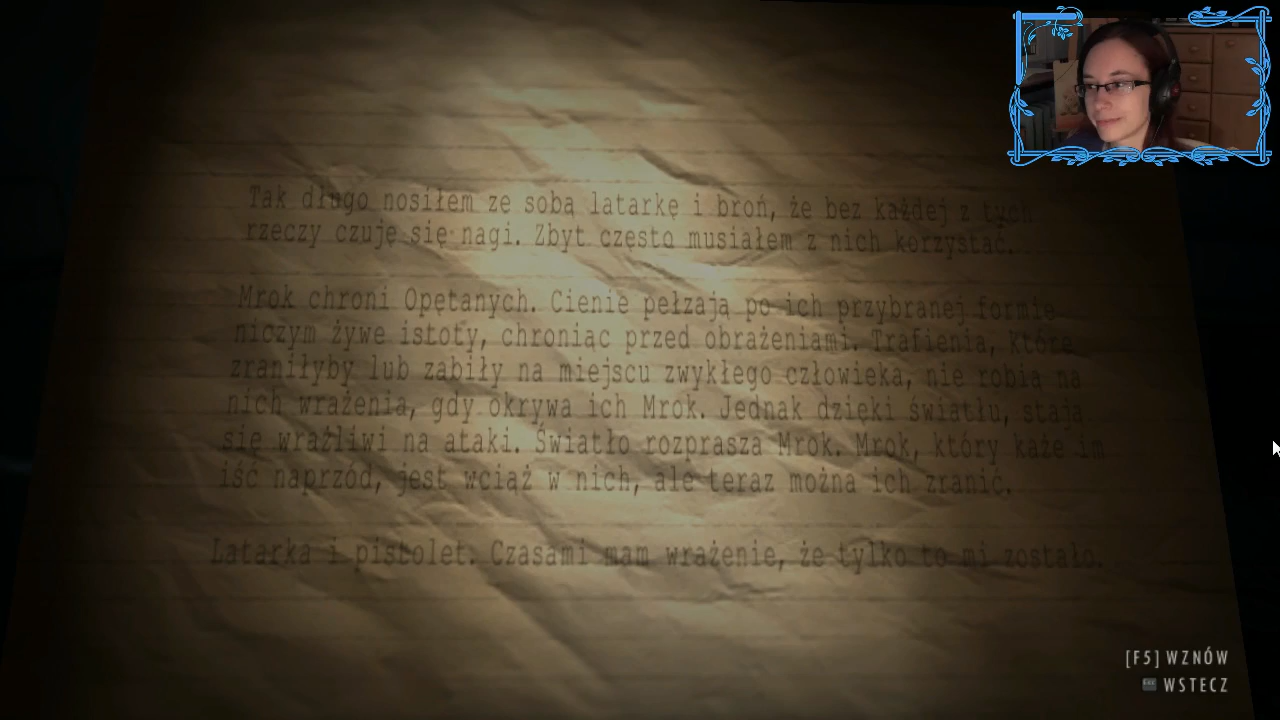 Tak długo nosiłem ze sobą latarkę i broń, że bez każdej z tych
rzeczy czuję się nagi. Zbyt często musiałem z nich korzystać.
Mrok chroni Opętanych. Cienie pełzają po ich przybranej formie
niczym żywe istoty, chroniąc przed obrażeniami. Trafienia, które
zraniłyby lub zabiły na miejscu zwykłego człowieka, nie robią na
nich wrażenia, gdy okrywa ich Mrok. Jednak dzięki światłu, stają
się wrażliwi na ataki. Światło rozprasza Mrok. Mrok, który każe im
iść naprzód, jest wciąż w nich, ale teraz można ich zranić.
Latarka i pistolet. Czasami mam wrażenie, że tylko to mi zostało.
[F5] WZNÓW
WSTECZ